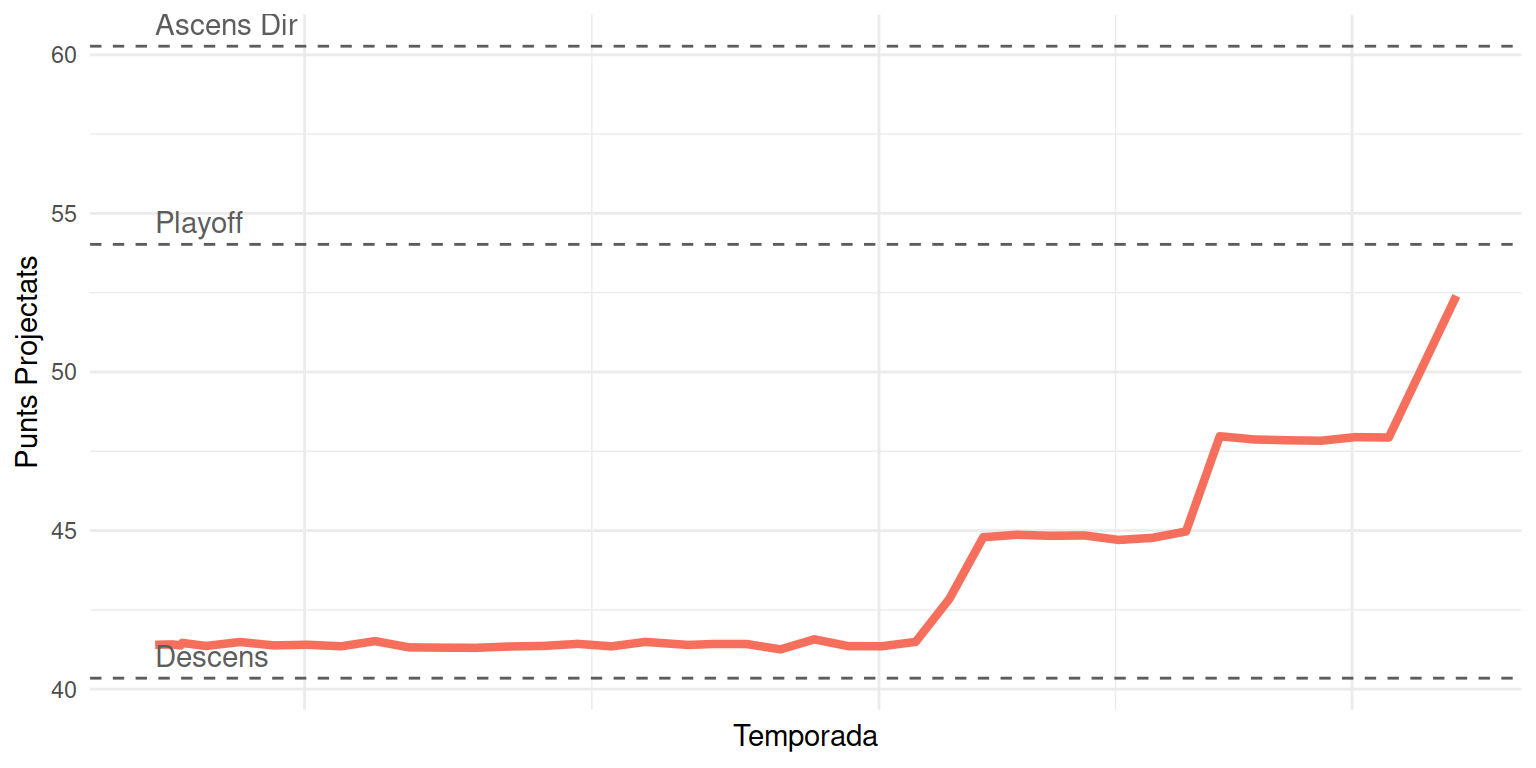 Ascens Dir
60
55
Playoff
Punts Projectats
50
45
Descens
40
Temporada